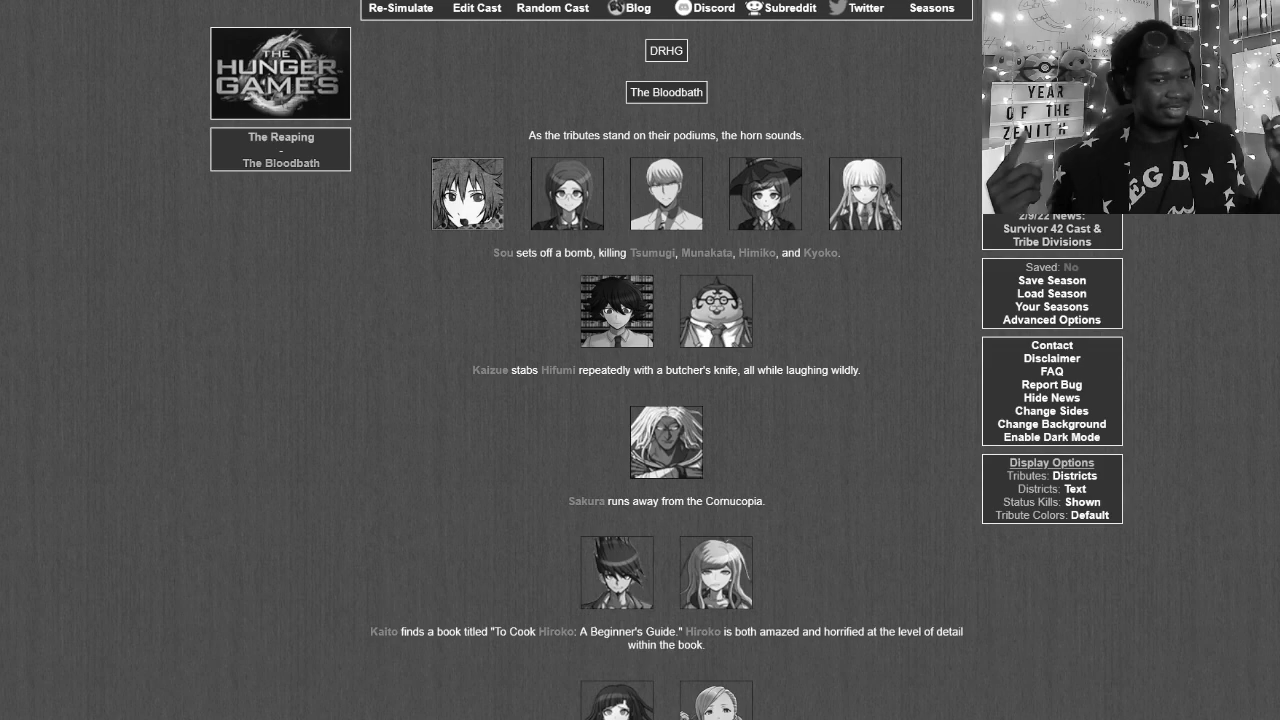 Re-Simulate Edit Cast Random Cast Blog Discord Subreddit Twitter Seasons
THE
HUNGER
GAMES
The Reaping
-
The Bloodbath
DRHG
The Bloodbath
As the tributes stand on their podiums, the horn sounds.
Sou sets off a bomb, killing Tsumugi, Munakata, Himiko, and Kyoko.
Kaizue stabs Hifumi repeatedly with a butcher's knife, all while laughing wildly.
Sakura runs away from the Cornucopia.
Kaito finds a book titled "To Cook Hiroko: A Beginner's Guide." Hiroko is both amazed and horrified at the level of detail
within the book.
YEAR
OF THE
ZENITH
2/9/22 News:
Survivor 42 Cast &
Tribe Divisions
Saved: No
Save Season
Load Season
Your Seasons
Advanced Options
Contact
Disclaimer
FAQ
Report Bug
Hide News
Change Sides
Change Background
Enable Dark Mode
Display Options
Tributes: Districts
Districts: Text
Status Kills: Shown
Tribute Colors: Default